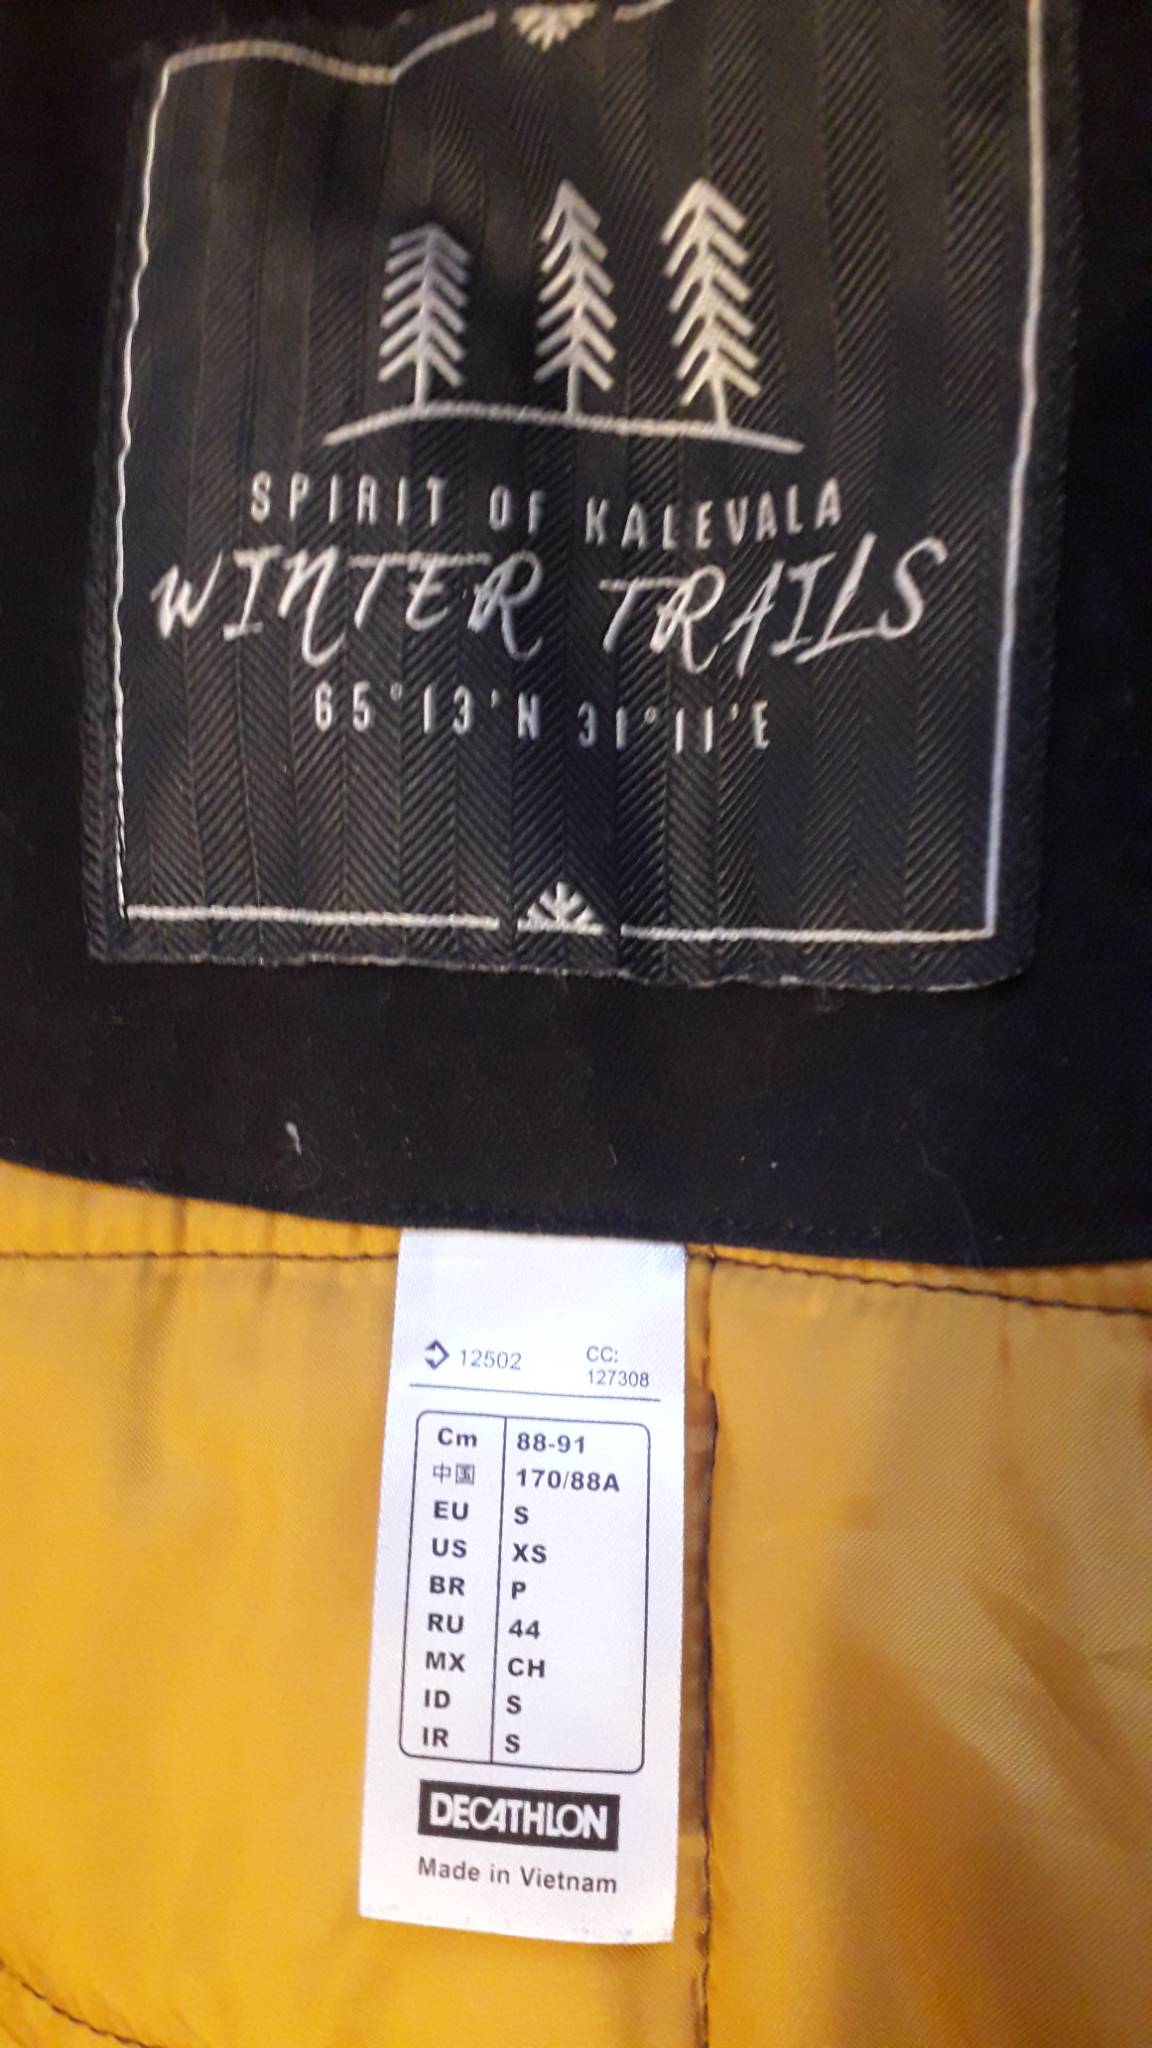 SPIRIT OF KALEVALA
WINTER TRAILS
65°13'N 31°11'E
12502
CC:
127308
Cm 88-91
中国 170/88A
EU S
US XS
BR P
RU 44
MX CH
ID S
IR S
DECATHLON
Made in Vietnam